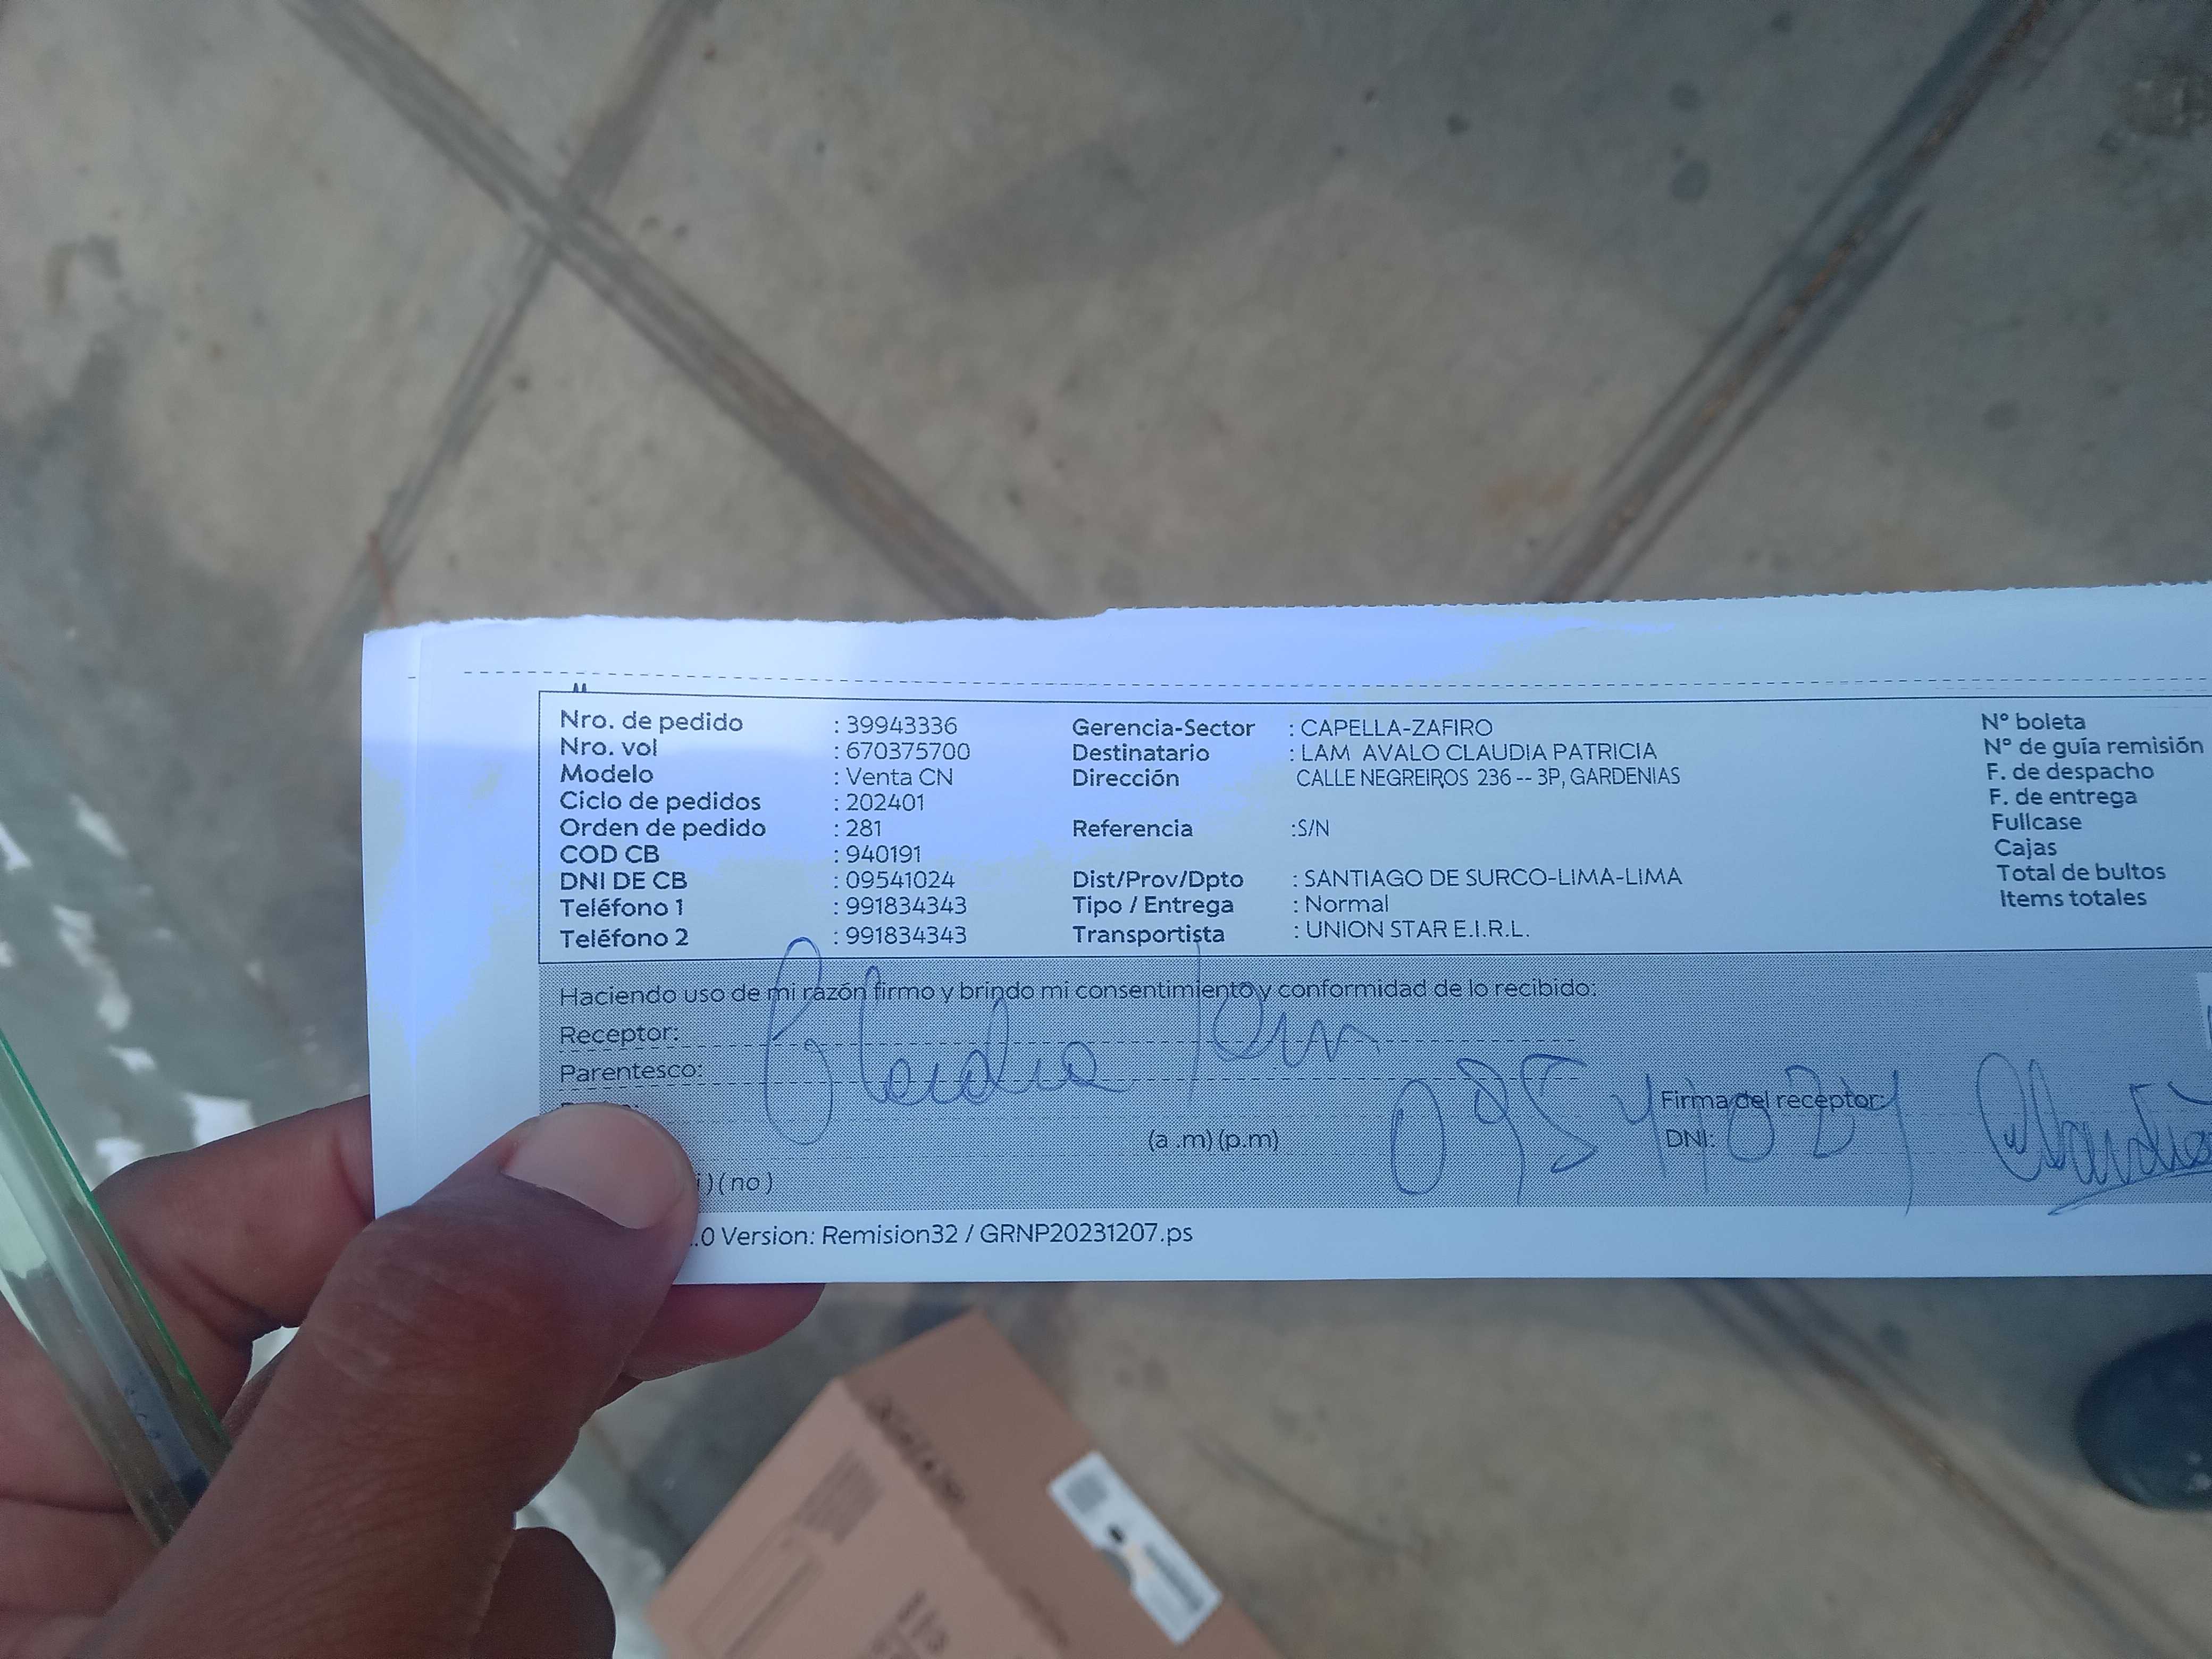 Nro. de pedido : 39943336 Gerencia-Sector : CAPELLA-ZAFIRO Nº boleta
Nro. vol : 670375700 Destinatario : LAM AVALO CLAUDIA PATRICIA Nº de guía remisión
Modelo : Venta CN Dirección CALLE NEGREIROS 236 -- 3P, GARDENIAS F. de despacho
Ciclo de pedidos : 202401 F. de entrega
Orden de pedido : 281 Referencia :S/N Fullcase
COD CB : 940191 Cajas
DNI DE CB : 09541024 Dist/Prov/Dpto : SANTIAGO DE SURCO-LIMA-LIMA Total de bultos
Teléfono 1 : 991834343 Tipo / Entrega : Normal Items totales
Teléfono 2 : 991834343 Transportista : UNION STAR E.I.R.L.
Haciendo uso de mi razón firmo y brindo mi consentimiento y conformidad de lo recibido:
Receptor: Claudia Lam
Parentesco:
Firma del receptor: Claudia
(a .m) (p.m) DNI: 09541024
) ( no )
.0 Version: Remision32 / GRNP20231207.ps